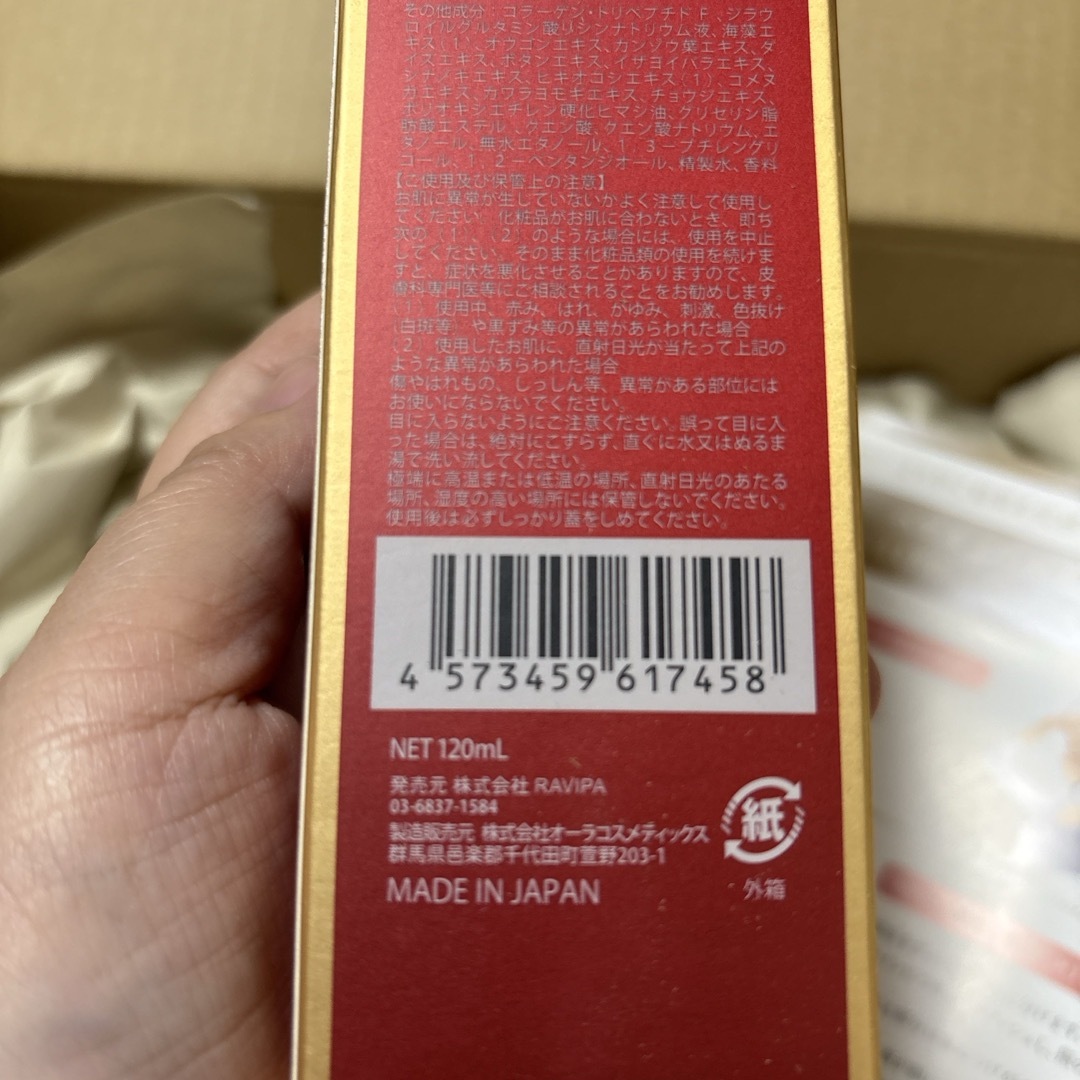 その他成分：コラーゲン・トリペプチド F、ジラウ
ロイルグルタミン酸リシンナトリウム液、海藻エ
キス(1)、オウゴンエキス、カンゾウ葉エキス、ダ
イズエキス、ボタンエキス、イザヨイバラエキス、
シナノキエキス、ヒキオコシエキス(1)、コメヌ
カエキス、カワラヨモギエキス、チョウジエキス、
ポリオキシエチレン硬化ヒマシ油、グリセリン脂
肪酸エステル、クエン酸、クエン酸ナトリウム、エ
タノール、無水エタノール、1，3－ブチレングリ
コール、1，2－ペンタンジオール、精製水、香料
【ご使用及び保管上の注意】
お肌に異常が生じていないかよく注意して使用し
てください。化粧品がお肌に合わないとき、即ち
次の（1）、（2）のような場合には、使用を中止
してください。そのまま化粧品類の使用を続けま
すと、症状を悪化させることがありますので、皮
膚科専門医等にご相談されることをお勧めします。
（1）使用中、赤み、はれ、かゆみ、刺激、色抜け
（白斑等）や黒ずみ等の異常があらわれた場合
（2）使用したお肌に、直射日光が当たって上記の
ような異常があらわれた場合
傷やはれもの、しっしん等、異常がある部位には
お使いにならないでください。
目に入らないようにご注意ください。誤って目に入
った場合は、絶対にこすらず、直ぐに水又はぬるま
湯で洗い流してください。
極端に高温または低温の場所、直射日光のあたる
場所、湿度の高い場所には保管しないでください。
使用後は必ずしっかり蓋をしめてください。
4 573459 617458
NET 120mL
発売元 株式会社 RAVIPA
03-6837-1584
製造販売元 株式会社オーラコスメティックス
群馬県邑楽郡千代田町萱野203-1
MADE IN JAPAN
紙
外箱